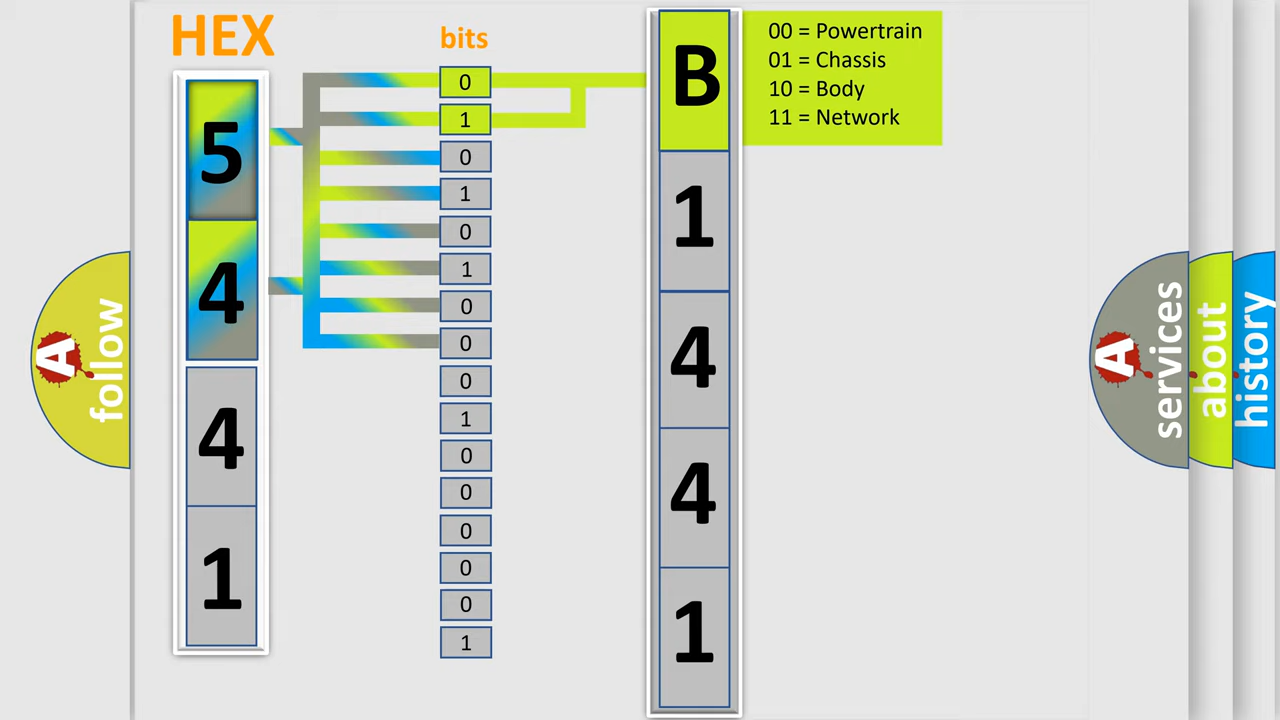 HEX
bits
5
4
4
1
0
1
0
1
0
1
0
0
0
1
0
0
0
0
0
1
B
1
4
4
1
00 = Powertrain
01 = Chassis
10 = Body
11 = Network
A
follow
A
services
about
history